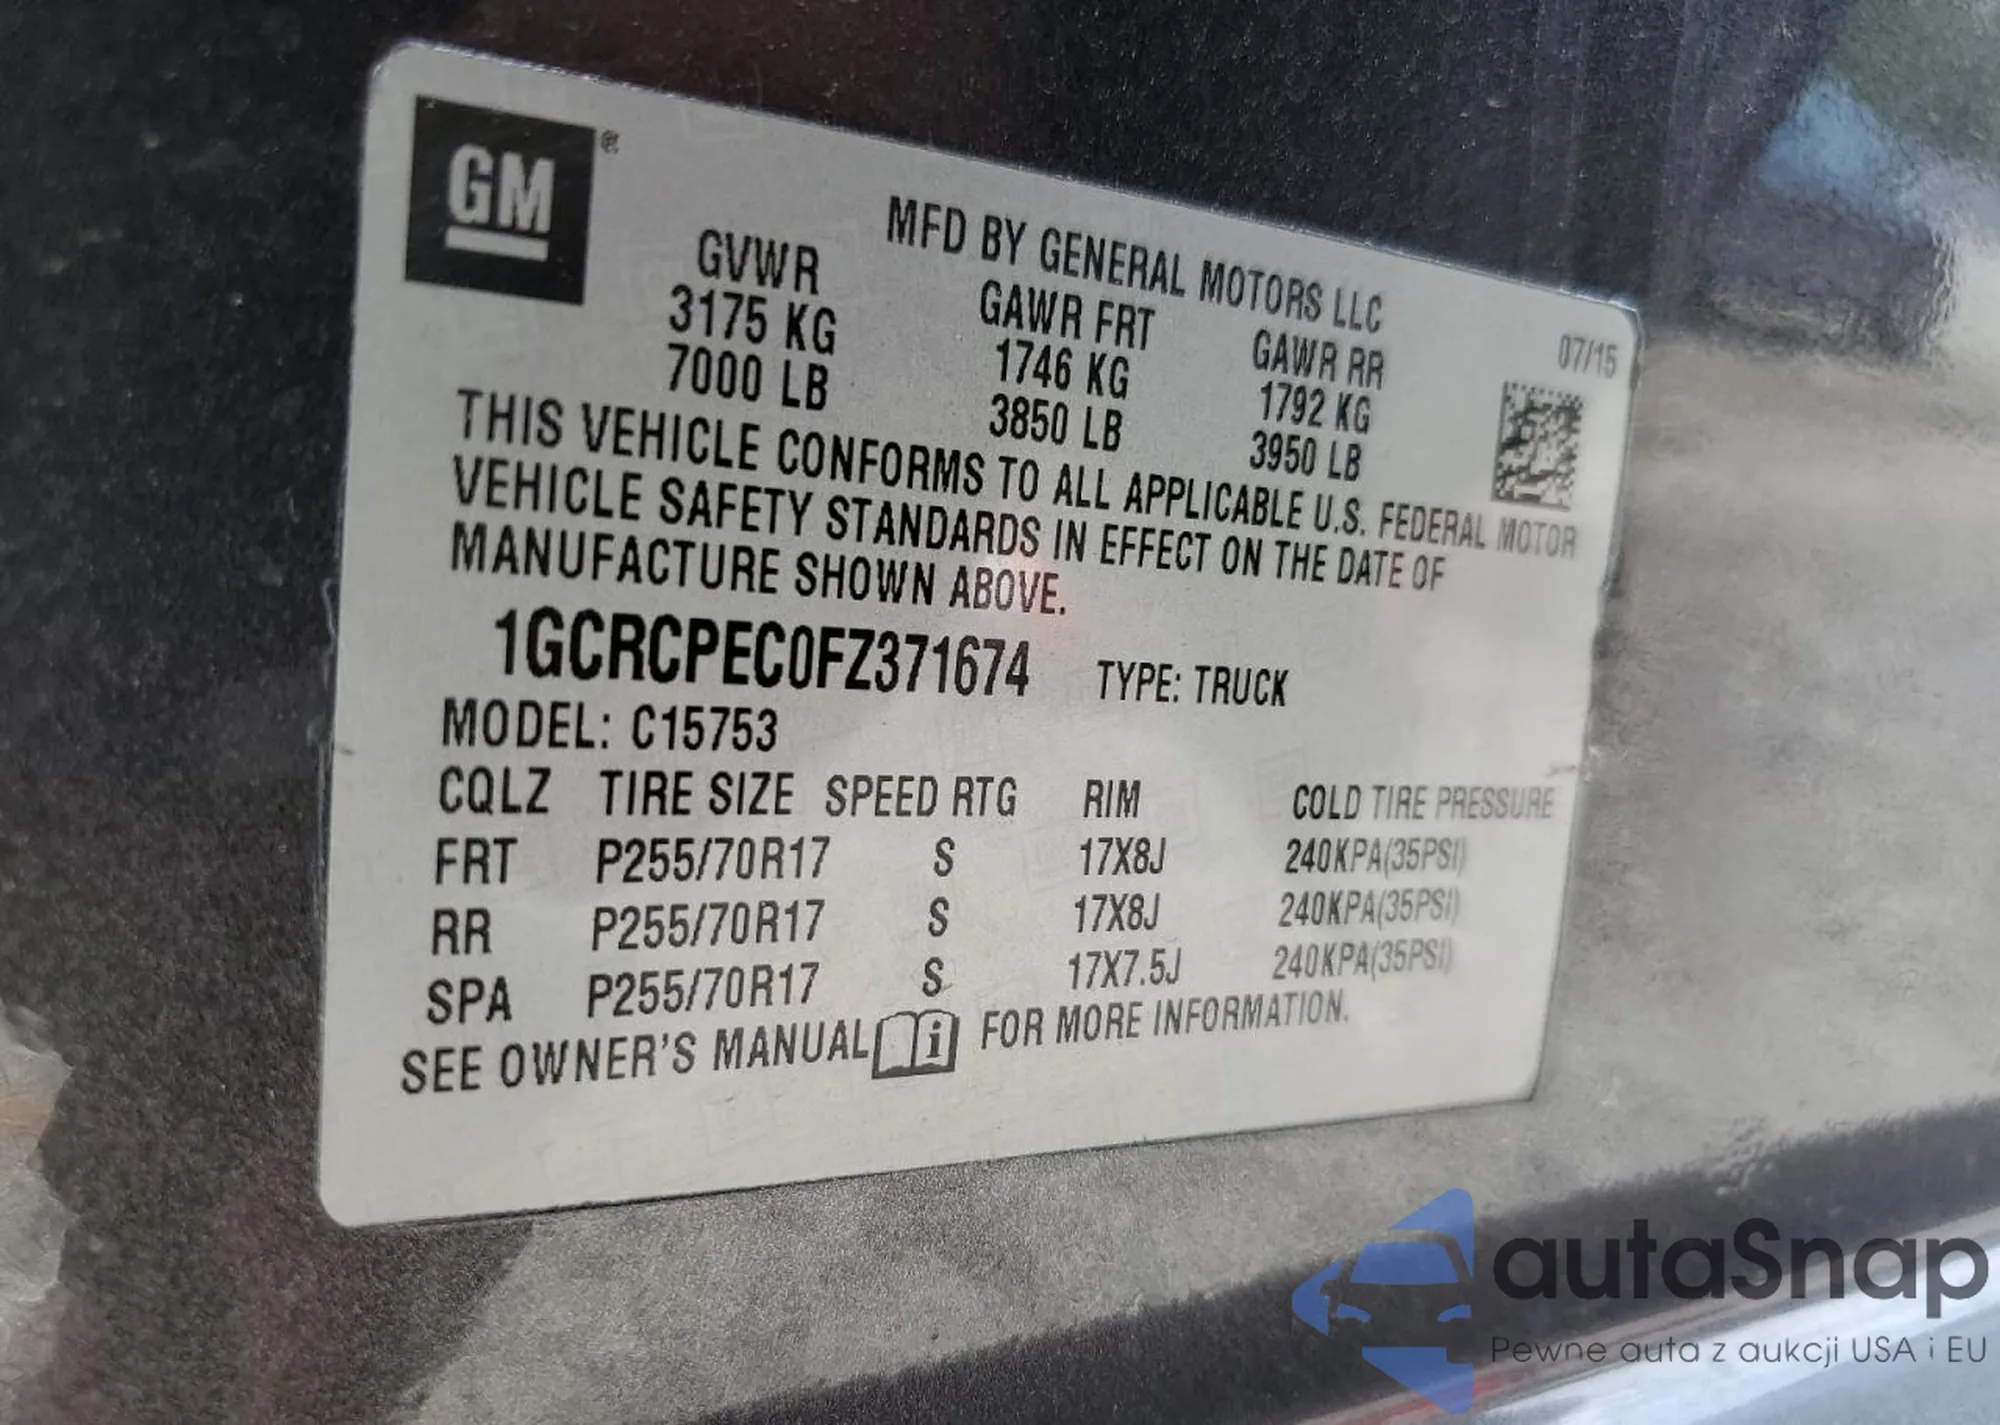 GM
MFD BY GENERAL MOTORS LLC
GVWR GAWR FRT GAWR RR 07/15
3175 KG 1746 KG 1792 KG
7000 LB 3850 LB 3950 LB
THIS VEHICLE CONFORMS TO ALL APPLICABLE U.S. FEDERAL MOTOR
VEHICLE SAFETY STANDARDS IN EFFECT ON THE DATE OF
MANUFACTURE SHOWN ABOVE.
1GCRCPEC0FZ371674 TYPE: TRUCK
MODEL: C15753
CQLZ TIRE SIZE SPEED RTG RIM COLD TIRE PRESSURE
FRT P255/70R17 S 17X8J 240KPA(35PSI)
RR P255/70R17 S 17X8J 240KPA(35PSI)
SPA P255/70R17 S 17X7.5J 240KPA(35PSI)
SEE OWNER'S MANUAL i FOR MORE INFORMATION.
autaSnap
Pewne auta z aukcji USA i EU